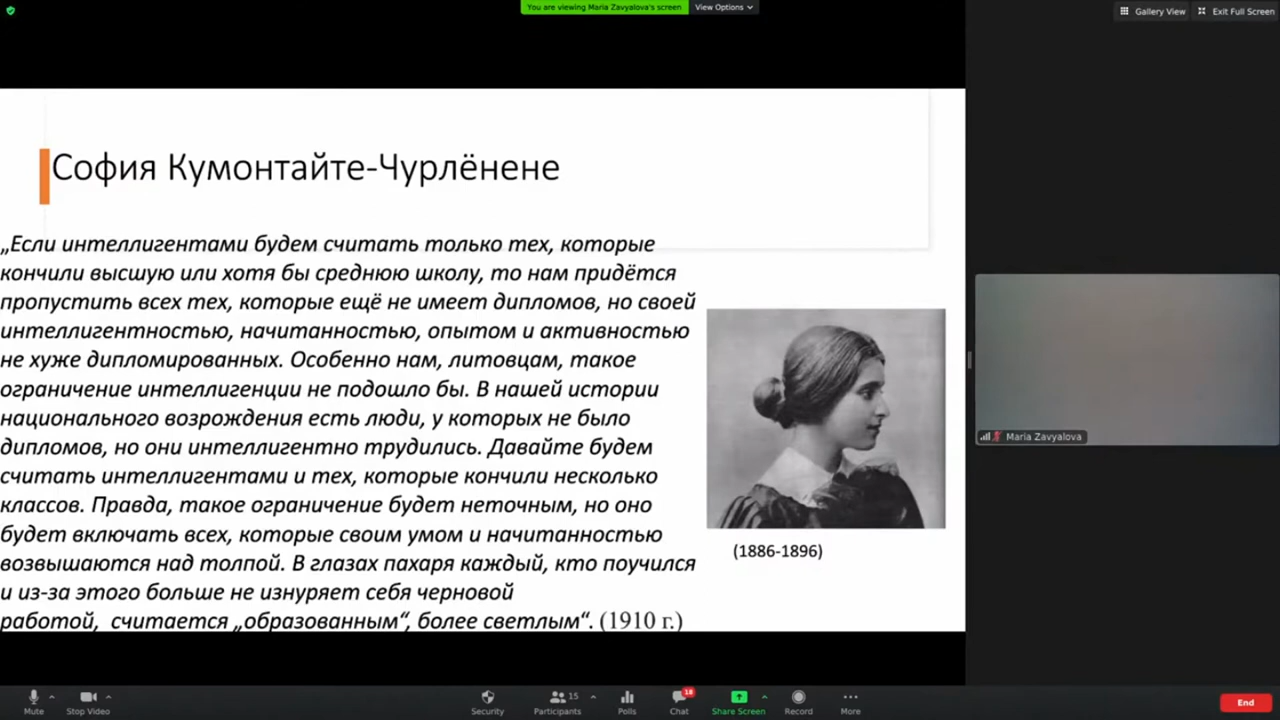 You are viewing Maria Zavyalova's screen
View Options
Gallery View
Exit Full Screen
София Кумонтайте-Чурлёнене
„Если интеллигентами будем считать только тех, которые
кончили высшую или хотя бы среднюю школу, то нам придётся
пропустить всех тех, которые ещё не имеет дипломов, но своей
интеллигентностью, начитанностью, опытом и активностью
не хуже дипломированных. Особенно нам, литовцам, такое
ограничение интеллигенции не подошло бы. В нашей истории
национального возрождения есть люди, у которых не было
дипломов, но они интеллигентно трудились. Давайте будем
считать интеллигентами и тех, которые кончили несколько
классов. Правда, такое ограничение будет неточным, но оно
будет включать всех, которые своим умом и начитанностью
возвышаются над толпой. В глазах пахаря каждый, кто поучился
и из-за этого больше не изнуряет себя черновой
работой, считается „образованным“, более светлым“. (1910 г.)
(1886-1896)
Maria Zavyalova
Mute
Stop Video
Security
15
Participants
Polls
18
Chat
Share Screen
Record
More
End